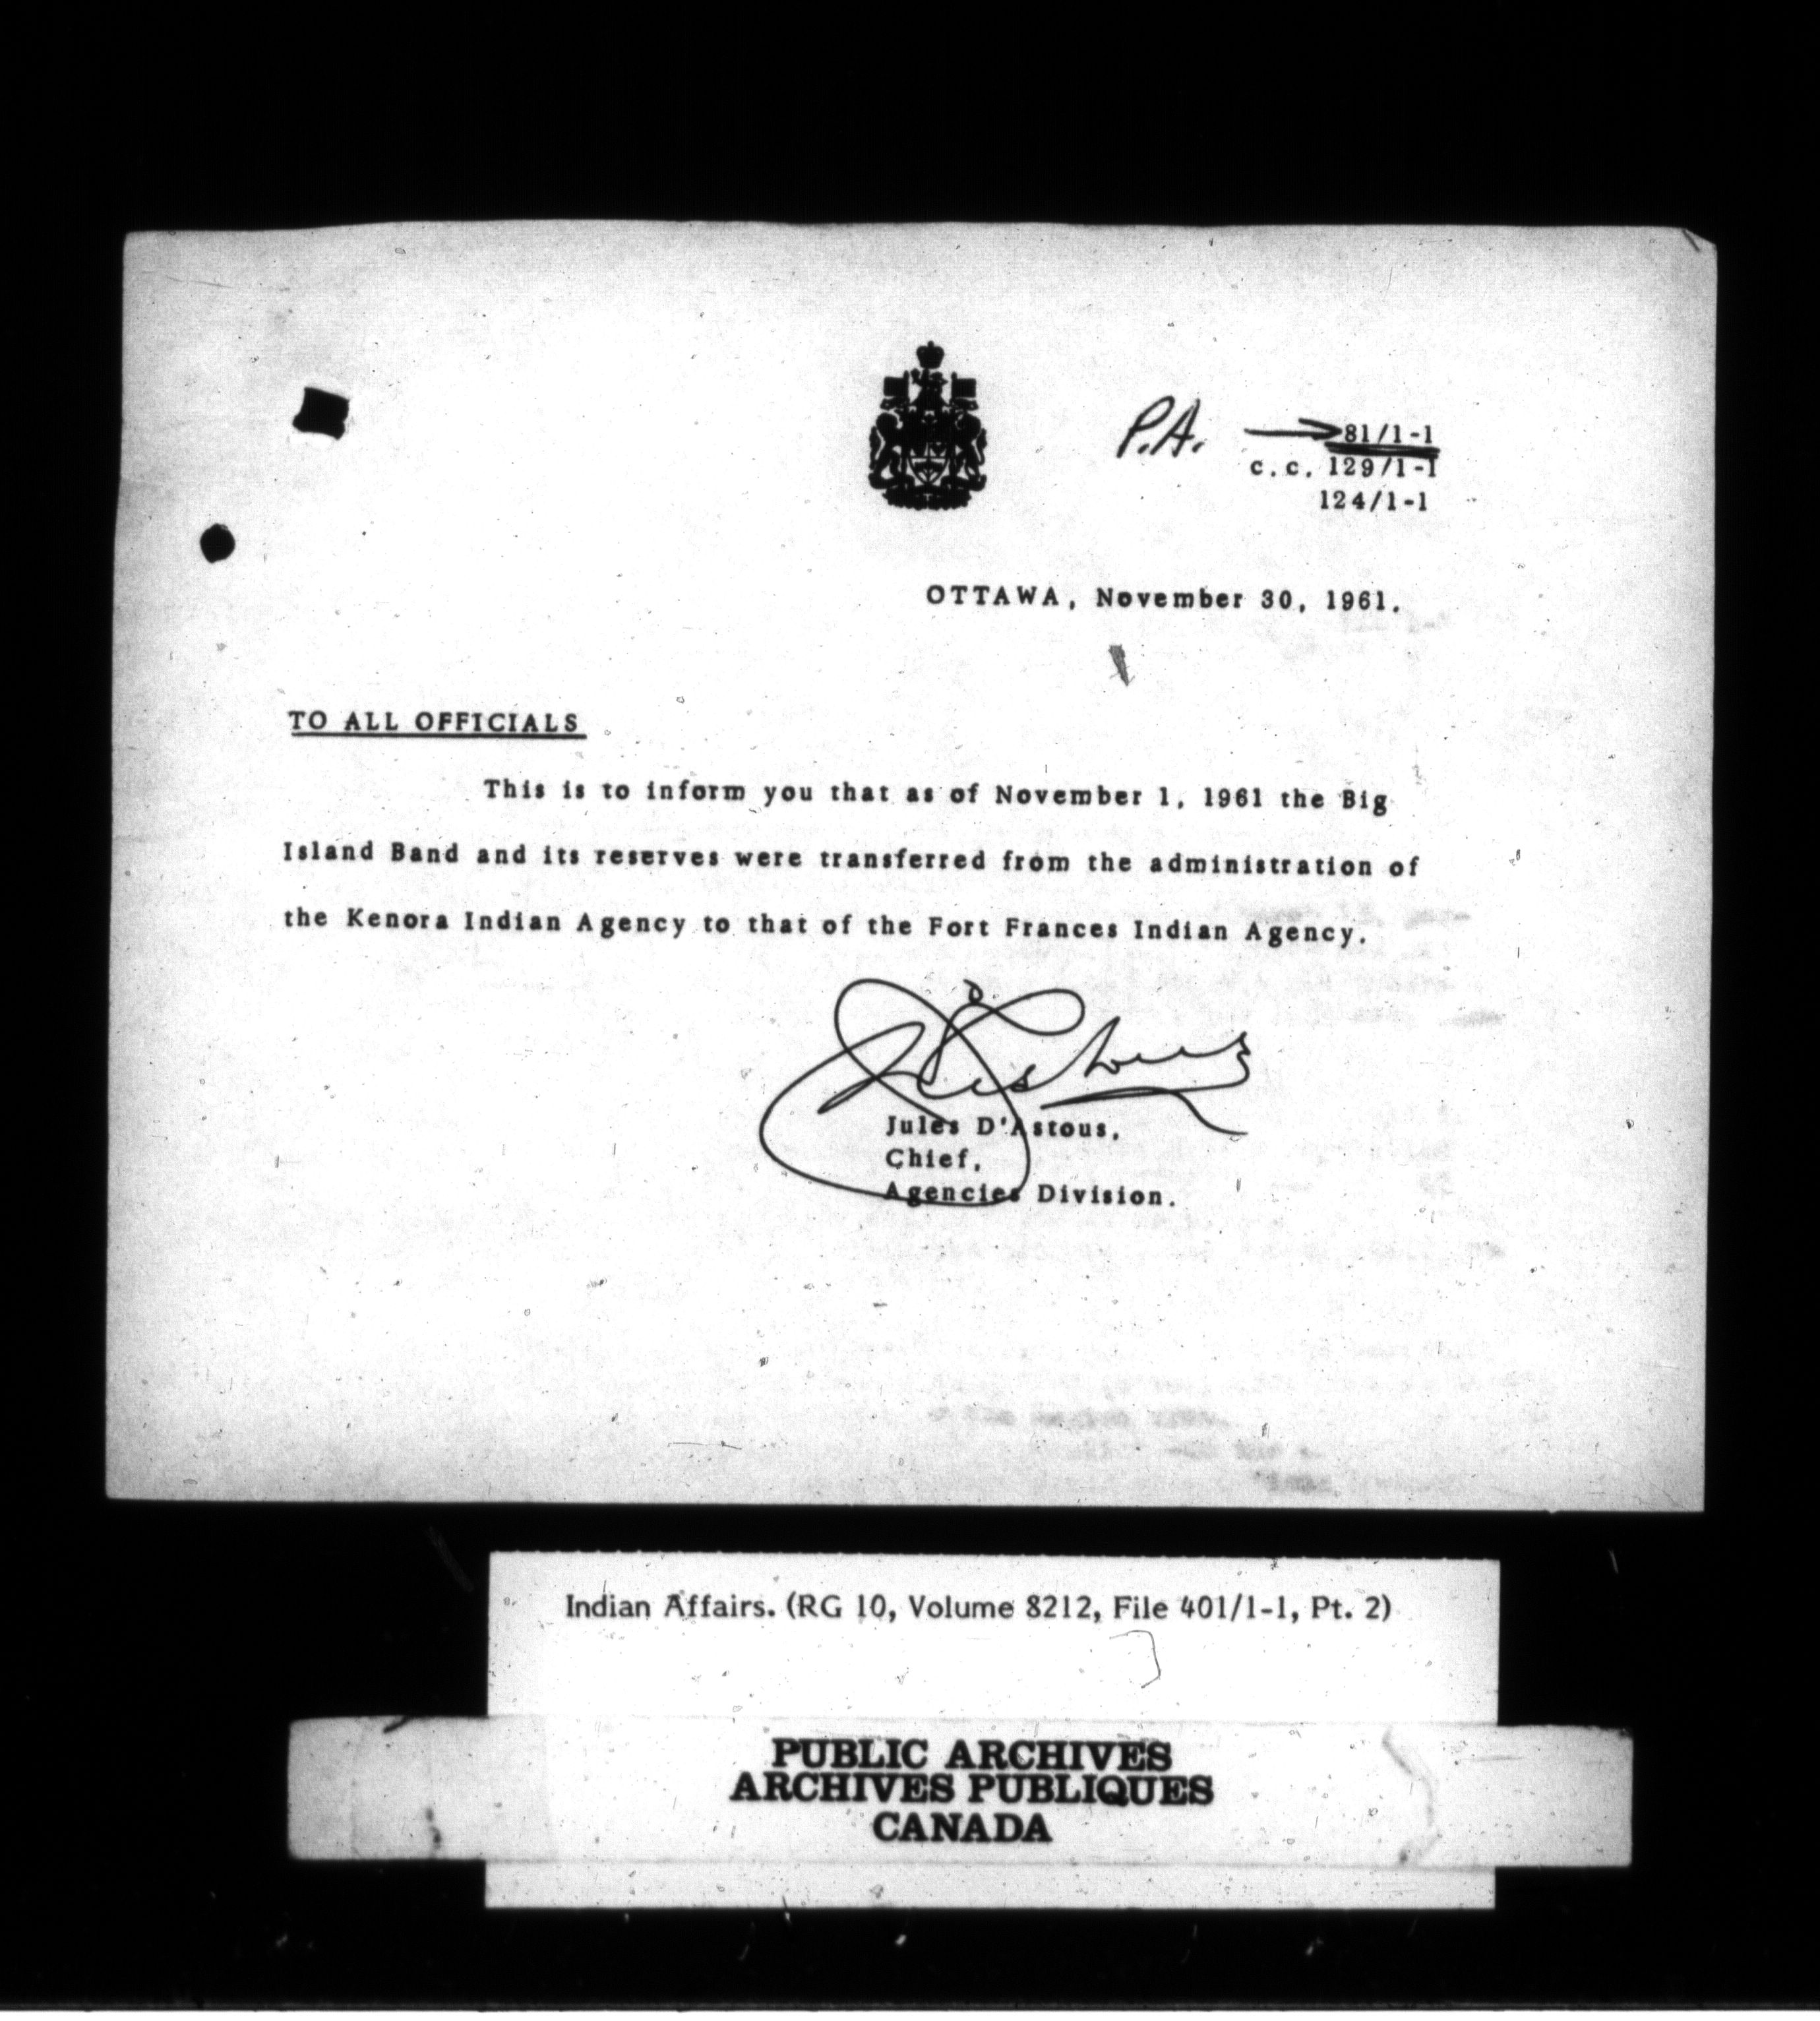 P.A. 81/1-1
c.c. 129/1-1
124/1-1
OTTAWA, November 30, 1961.
TO ALL OFFICIALS
This is to inform you that as of November 1, 1961 the Big
Island Band and its reserves were transferred from the administration of
the Kenora Indian Agency to that of the Fort Frances Indian Agency.
Jules D'Astous,
Chief,
Agencies Division.
Indian Affairs. (RG 10, Volume 8212, File 401/1-1, Pt. 2)
PUBLIC ARCHIVES
ARCHIVES PUBLIQUES
CANADA